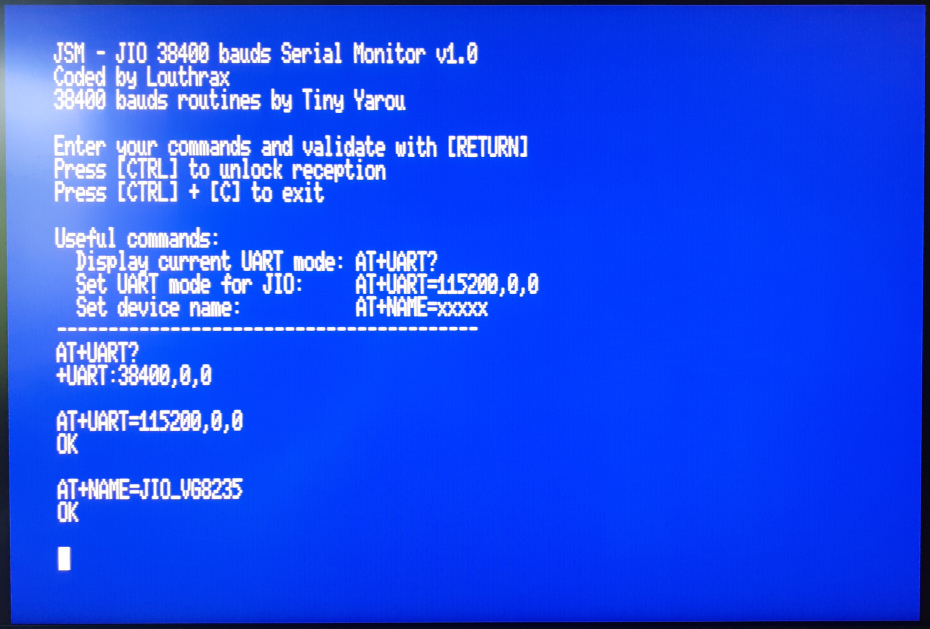 JSM - JIO 38400 bauds Serial Monitor v1.0
Coded by Louthrax
38400 bauds routines by Tiny Yarou
Enter your commands and validate with [RETURN]
Press [CTRL] to unlock reception
Press [CTRL] + [C] to exit
Useful commands:
Display current UART mode: AT+UART?
Set UART mode for JIO: AT+UART=115200,0,0
Set device name: AT+NAME=xxxxx
-----------------------------------------
AT+UART?
+UART:38400,0,0
AT+UART=115200,0,0
OK
AT+NAME=JIO_VG8235
OK